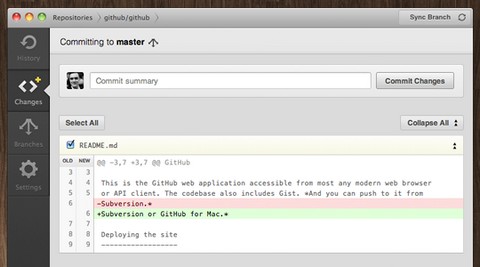 Repositories github/github Sync Branch
Committing to master
History
Commit summary Commit Changes
Changes
Select All Collapse All
Branches
README.md
OLD NEW @@ -3,7 +3,7 @@ GitHub
3 3
4 4 This is the GitHub web application accessible from most any modern web browser
5 5 or API client. The codebase also includes Gist. *And you can push to it from
6 -Subversion.*
6 +Subversion or GitHub for Mac.*
7 7
8 8 Deploying the site
9 9 ------------------
Settings